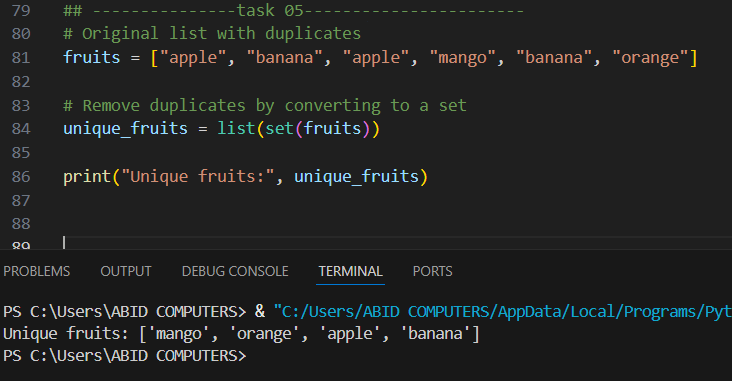 79 ## ---------------task 05-----------------------
80 # Original list with duplicates
81 fruits = ["apple", "banana", "apple", "mango", "banana", "orange"]
82
83 # Remove duplicates by converting to a set
84 unique_fruits = list(set(fruits))
85
86 print("Unique fruits:", unique_fruits)
87
88
89
PROBLEMS OUTPUT DEBUG CONSOLE TERMINAL PORTS
PS C:\Users\ABID COMPUTERS> & "C:/Users/ABID COMPUTERS/AppData/Local/Programs/Pyt
Unique fruits: ['mango', 'orange', 'apple', 'banana']
PS C:\Users\ABID COMPUTERS>